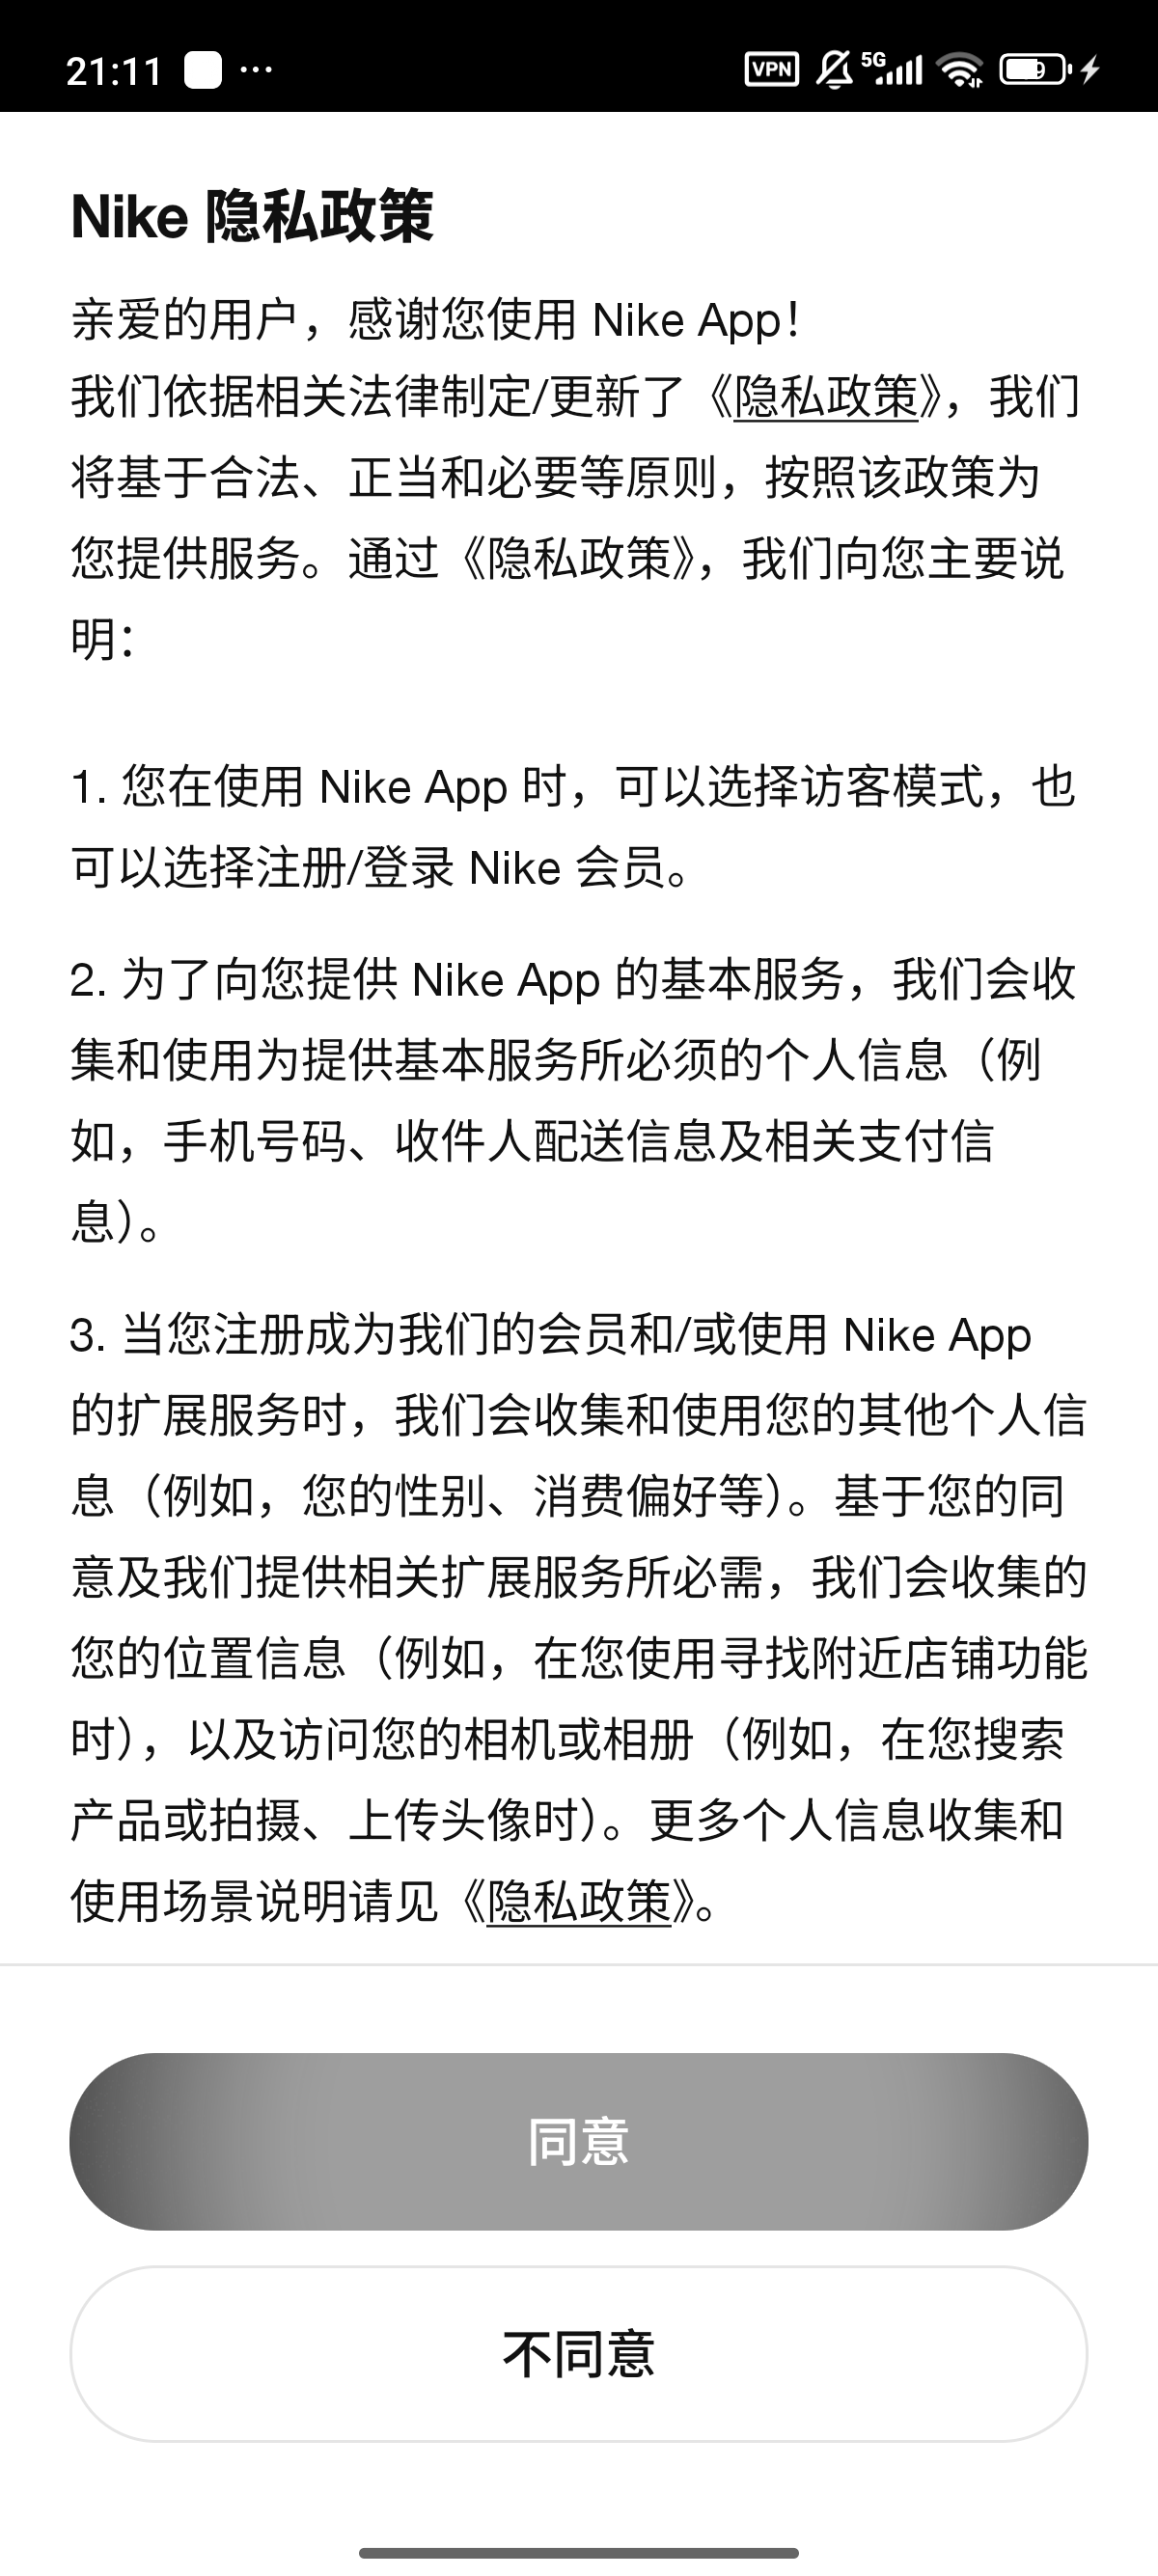 21:11
VPN
5G
Nike 隐私政策
亲爱的用户，感谢您使用 Nike App！
我们依据相关法律制定/更新了《隐私政策》，我们
将基于合法、正当和必要等原则，按照该政策为
您提供服务。通过《隐私政策》，我们向您主要说
明：
1. 您在使用 Nike App 时，可以选择访客模式，也
可以选择注册/登录 Nike 会员。
2. 为了向您提供 Nike App 的基本服务，我们会收
集和使用为提供基本服务所必须的个人信息（例
如，手机号码、收件人配送信息及相关支付信
息）。
3. 当您注册成为我们的会员和/或使用 Nike App
的扩展服务时，我们会收集和使用您的其他个人信
息（例如，您的性别、消费偏好等）。基于您的同
意及我们提供相关扩展服务所必需，我们会收集的
您的位置信息（例如，在您使用寻找附近店铺功能
时），以及访问您的相机或相册（例如，在您搜索
产品或拍摄、上传头像时）。更多个人信息收集和
使用场景说明请见《隐私政策》。
同意
不同意